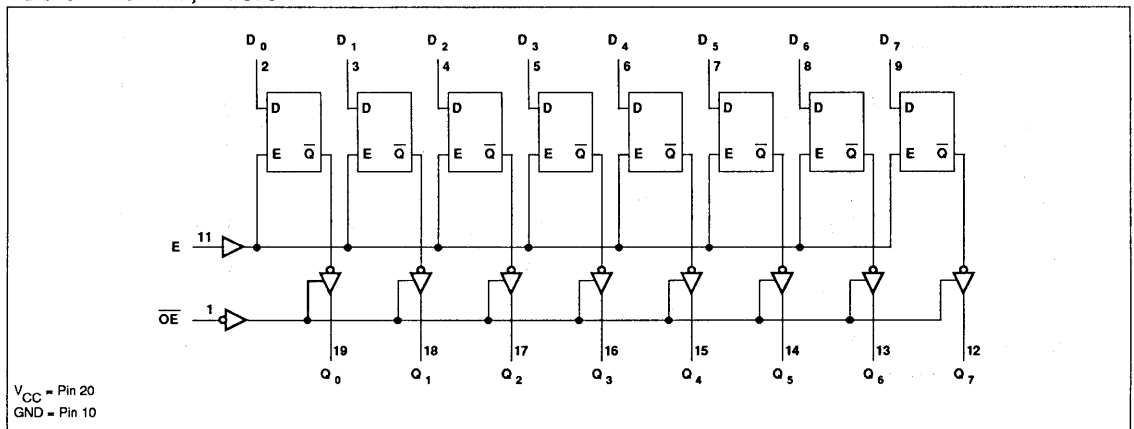 D0 D1 D2 D3 D4 D5 D6 D7
2 3 4 5 6 7 8 9
D D D D D D D D
E Q̅ E Q̅ E Q̅ E Q̅ E Q̅ E Q̅ E Q̅ E Q̅
E 11
O̅E̅ 1
19 18 17 16 15 14 13 12
Q0 Q1 Q2 Q3 Q4 Q5 Q6 Q7
VCC = Pin 20
GND = Pin 10